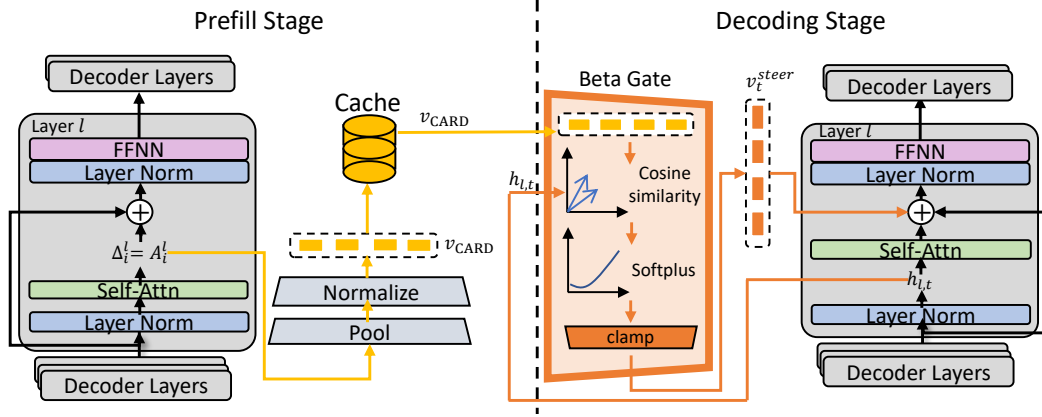 Prefill Stage
Decoding Stage
Decoder Layers
Layer l
FFNN
Layer Norm
+
Δᵢˡ = Aᵢˡ
Self-Attn
Layer Norm
Decoder Layers
Cache
v_CARD
v_CARD
Normalize
Pool
Beta Gate
h_{l,t}
Cosine
similarity
Softplus
clamp
v_t^{steer}
Decoder Layers
Layer l
FFNN
Layer Norm
+
Self-Attn
h_{l,t}
Layer Norm
Decoder Layers